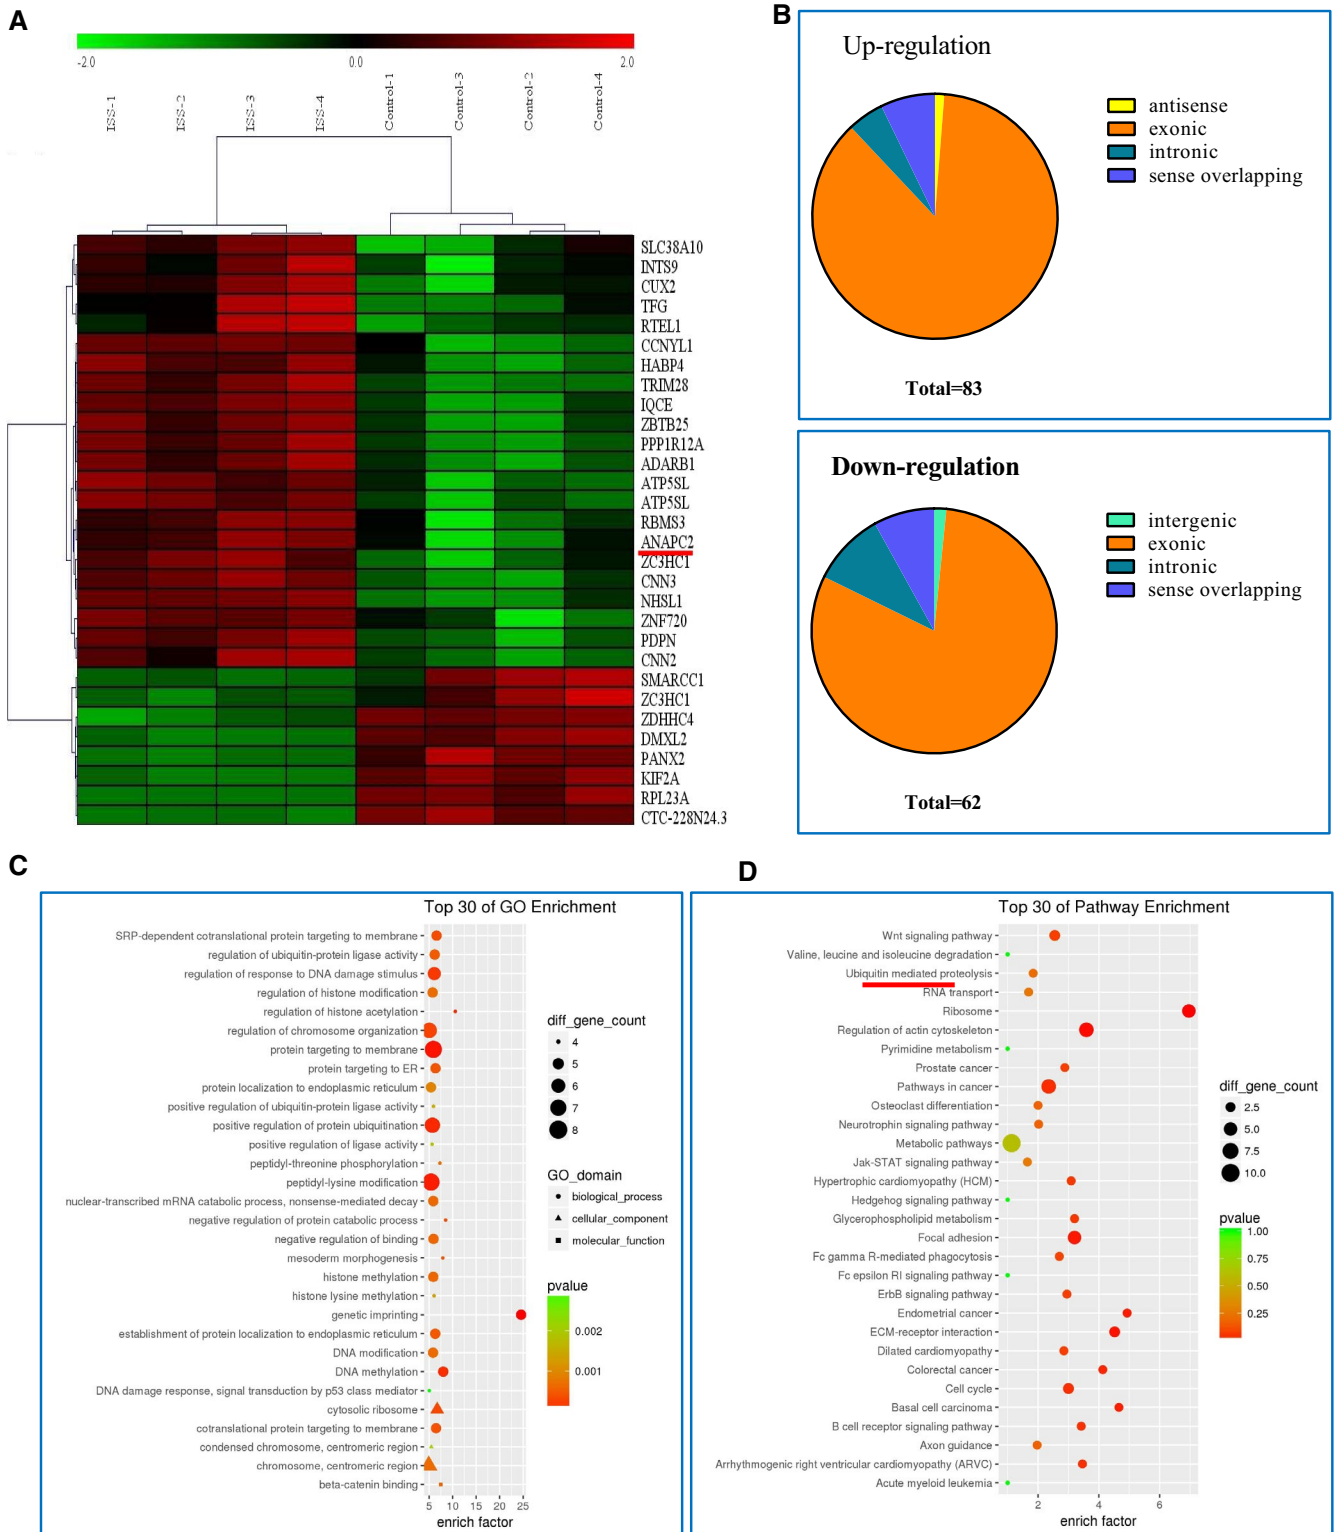 A
-2.0 0.0 2.0
ISS-1
ISS-2
ISS-3
ISS-4
Control-1
Control-3
Control-2
Control-4
SLC38A10
INTS9
CUX2
TFG
RTEL1
CCNYL1
HABP4
TRIM28
IQCE
ZBTB25
PPP1R12A
ADARB1
ATP5SL
ATP5SL
RBMS3
ANAPC2
ZC3HC1
CNN3
NHSL1
ZNF720
PDPN
CNN2
SMARCC1
ZC3HC1
ZDHHC4
DMXL2
PANX2
KIF2A
RPL23A
CTC-228N24.3
B
Up-regulation
antisense
exonic
intronic
sense overlapping
Total=83
Down-regulation
intergenic
exonic
intronic
sense overlapping
Total=62
C
Top 30 of GO Enrichment
SRP-dependent cotranslational protein targeting to membrane
regulation of ubiquitin-protein ligase activity
regulation of response to DNA damage stimulus
regulation of histone modification
regulation of histone acetylation
regulation of chromosome organization
protein targeting to membrane
protein targeting to ER
protein localization to endoplasmic reticulum
positive regulation of ubiquitin-protein ligase activity
positive regulation of protein ubiquitination
positive regulation of ligase activity
peptidyl-threonine phosphorylation
peptidyl-lysine modification
nuclear-transcribed mRNA catabolic process, nonsense-mediated decay
negative regulation of protein catabolic process
negative regulation of binding
mesoderm morphogenesis
histone methylation
histone lysine methylation
genetic imprinting
establishment of protein localization to endoplasmic reticulum
DNA modification
DNA methylation
DNA damage response, signal transduction by p53 class mediator
cytosolic ribosome
cotranslational protein targeting to membrane
condensed chromosome, centromeric region
chromosome, centromeric region
beta-catenin binding
5 10 15 20 25
enrich factor
diff_gene_count
4
5
6
7
8
GO_domain
biological_process
cellular_component
molecular_function
pvalue
0.002
0.001
D
Top 30 of Pathway Enrichment
Wnt signaling pathway
Valine, leucine and isoleucine degradation
Ubiquitin mediated proteolysis
RNA transport
Ribosome
Regulation of actin cytoskeleton
Pyrimidine metabolism
Prostate cancer
Pathways in cancer
Osteoclast differentiation
Neurotrophin signaling pathway
Metabolic pathways
Jak-STAT signaling pathway
Hypertrophic cardiomyopathy (HCM)
Hedgehog signaling pathway
Glycerophospholipid metabolism
Focal adhesion
Fc gamma R-mediated phagocytosis
Fc epsilon RI signaling pathway
ErbB signaling pathway
Endometrial cancer
ECM-receptor interaction
Dilated cardiomyopathy
Colorectal cancer
Cell cycle
Basal cell carcinoma
B cell receptor signaling pathway
Axon guidance
Arrhythmogenic right ventricular cardiomyopathy (ARVC)
Acute myeloid leukemia
2 4 6
enrich factor
diff_gene_count
2.5
5.0
7.5
10.0
pvalue
1.00
0.75
0.50
0.25